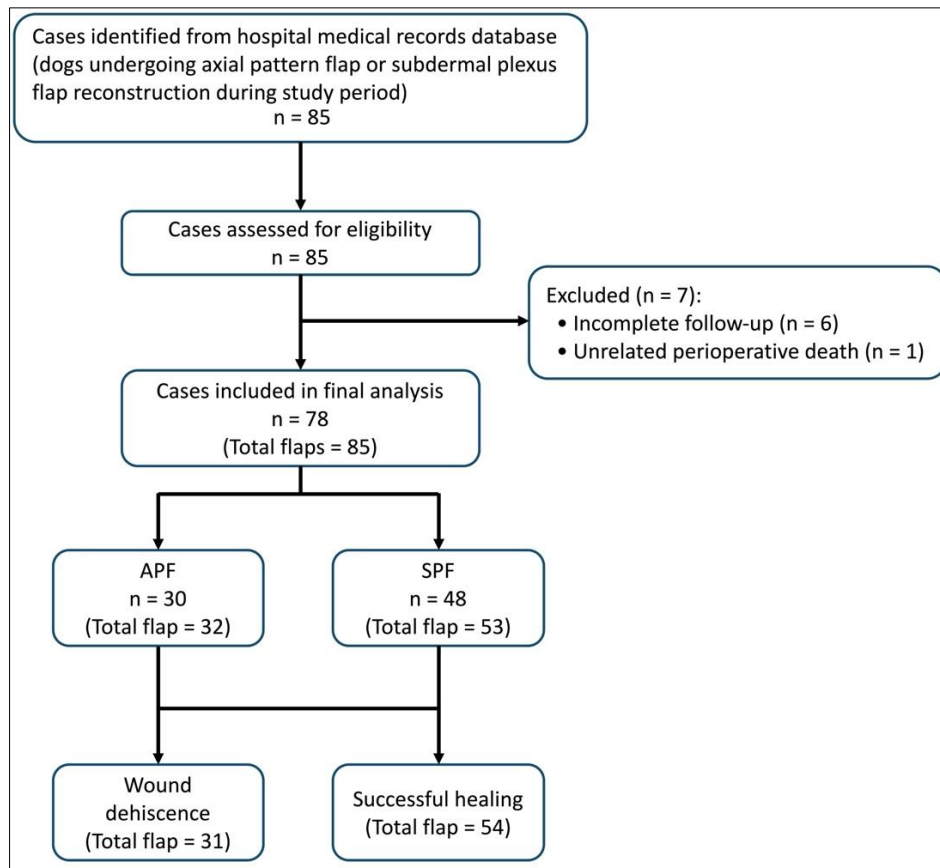 Cases identified from hospital medical records database
(dogs undergoing axial pattern flap or subdermal plexus
flap reconstruction during study period)
n = 85
Cases assessed for eligibility
n = 85
Excluded (n = 7):
• Incomplete follow-up (n = 6)
• Unrelated perioperative death (n = 1)
Cases included in final analysis
n = 78
(Total flaps = 85)
APF
n = 30
(Total flap = 32)
SPF
n = 48
(Total flap = 53)
Wound
dehiscence
(Total flap = 31)
Successful healing
(Total flap = 54)